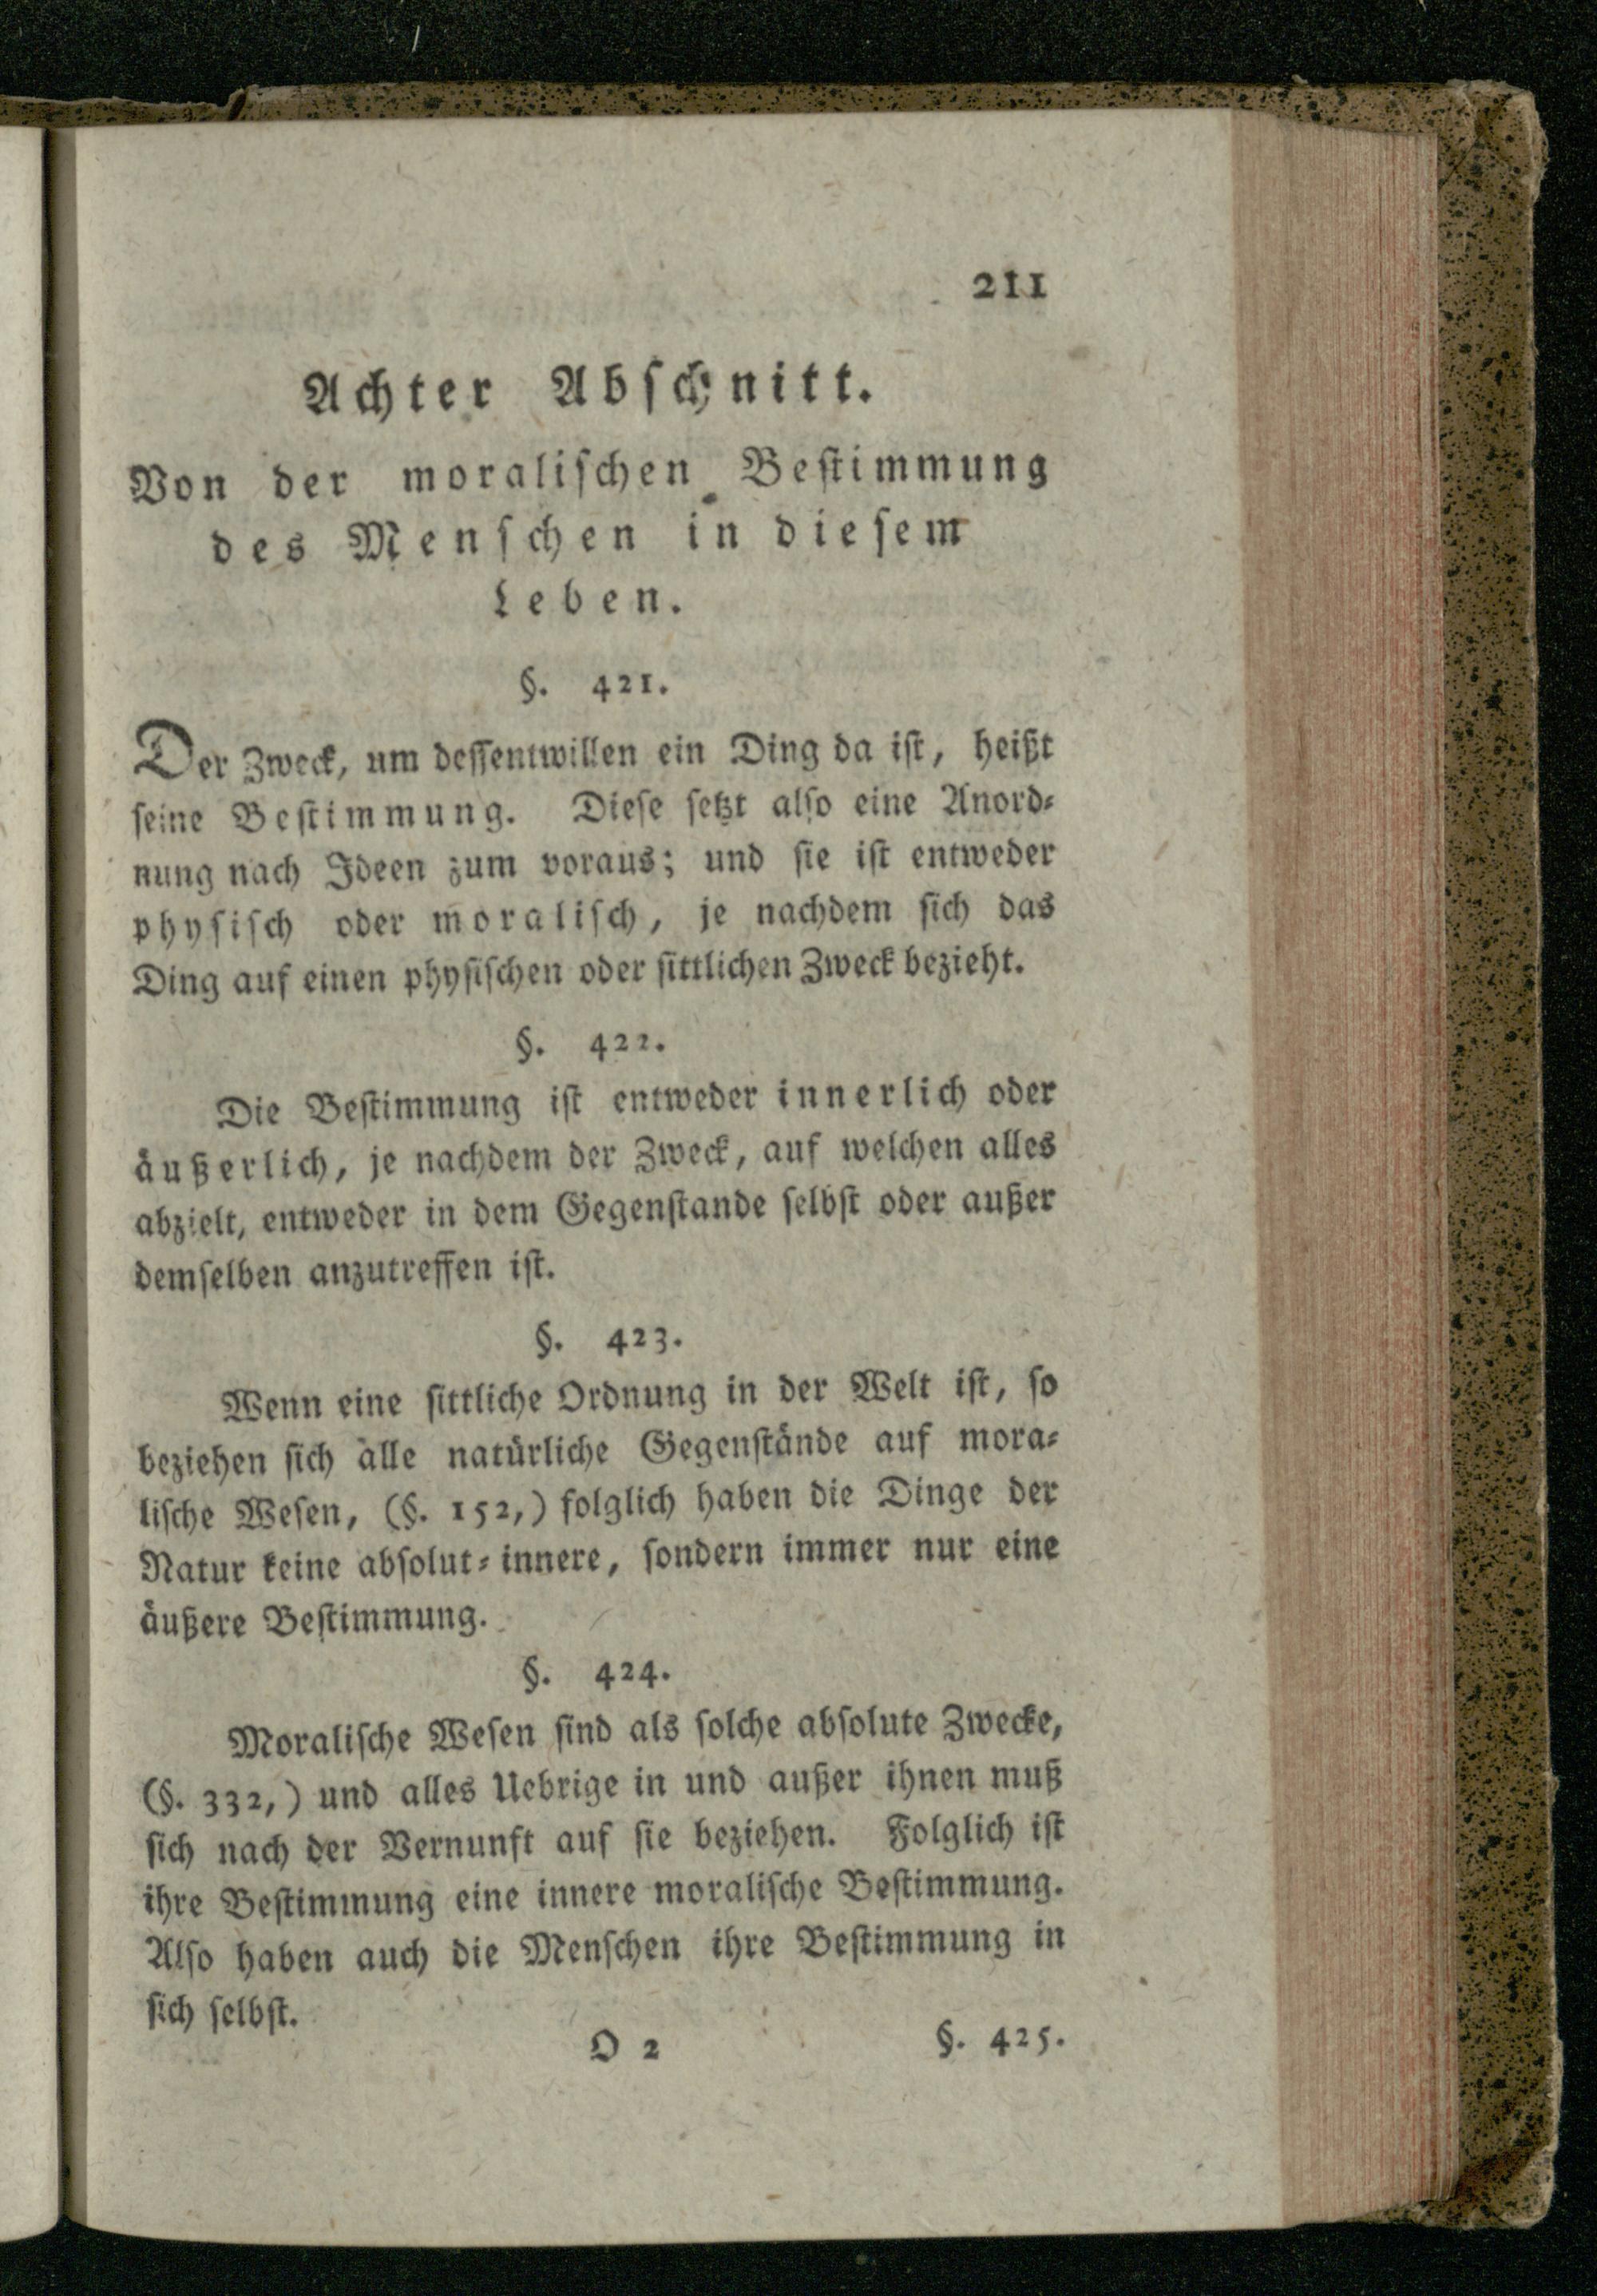 211
Achter Abschnitt.
Von der moralischen Bestimmung
des Menschen in diesem
Leben.
§. 421.
Der Zweck, um dessentwillen ein Ding da ist, heißt
seine Bestimmung. Diese setzt also eine Anord⸗
nung nach Ideen zum voraus; und sie ist entweder
physisch oder moralisch, je nachdem sich das
Ding auf einen physischen oder sittlichen Zweck bezieht.
§. 422.
Die Bestimmung ist entweder innerlich oder
äußerlich, je nachdem der Zweck, auf welchen alles
abzielt, entweder in dem Gegenstande selbst oder außer
demselben anzutreffen ist.
§. 423.
Wenn eine sittliche Ordnung in der Welt ist, so
beziehen sich alle natürliche Gegenstände auf mora⸗
lische Wesen, (§. 152,) folglich haben die Dinge der
Natur keine absolut⸗innere, sondern immer nur eine
äußere Bestimmung.
§. 424.
Moralische Wesen sind als solche absolute Zwecke,
(§. 332,) und alles Uebrige in und außer ihnen muß
sich nach der Vernunft auf sie beziehen. Folglich ist
ihre Bestimmung eine innere moralische Bestimmung.
Also haben auch die Menschen ihre Bestimmung in
sich selbst.
O 2 §. 425.